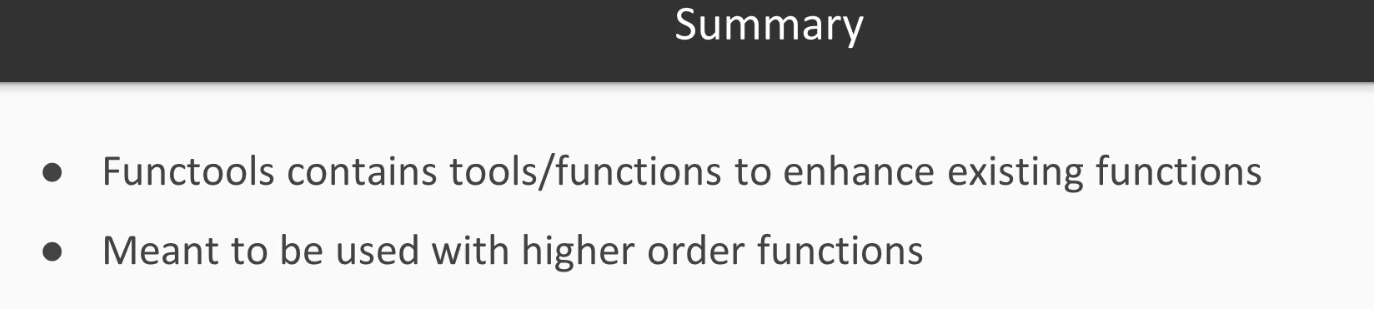 Summary
● Functools contains tools/functions to enhance existing functions
● Meant to be used with higher order functions